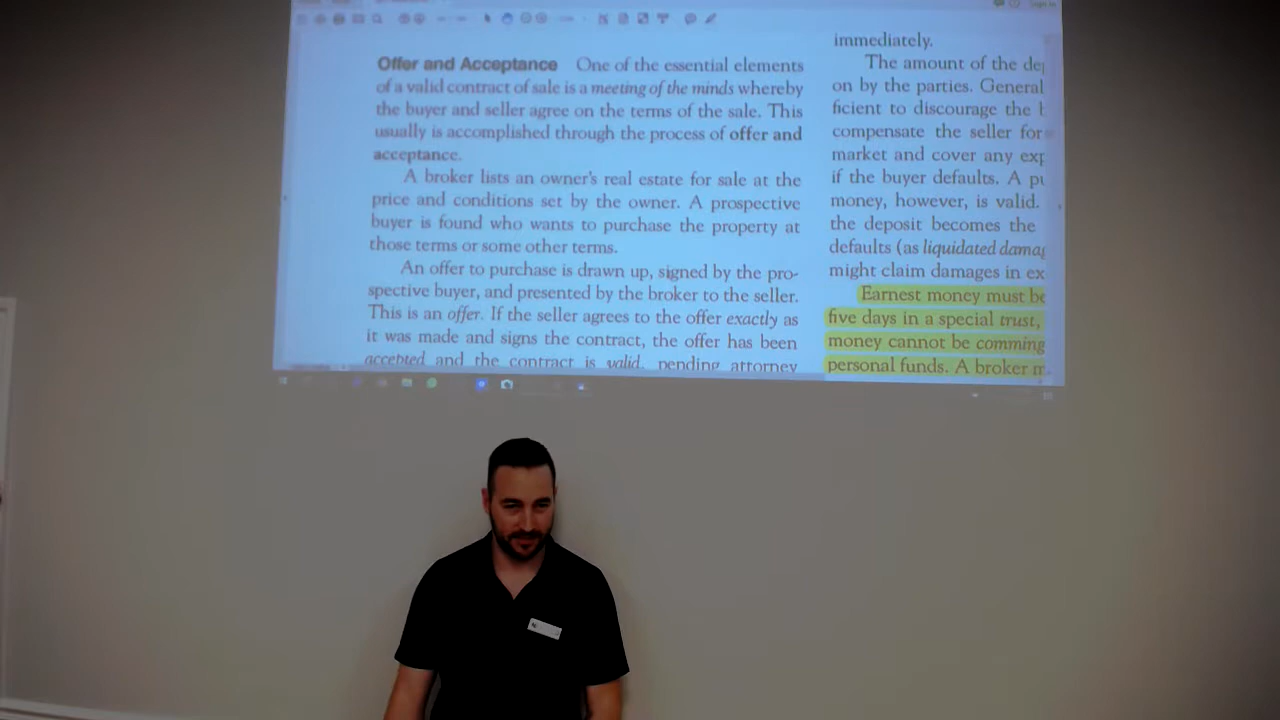 Sign In
Offer and Acceptance One of the essential elements
of a valid contract of sale is a meeting of the minds whereby
the buyer and seller agree on the terms of the sale. This
usually is accomplished through the process of offer and
acceptance.
A broker lists an owner's real estate for sale at the
price and conditions set by the owner. A prospective
buyer is found who wants to purchase the property at
those terms or some other terms.
An offer to purchase is drawn up, signed by the pro-
spective buyer, and presented by the broker to the seller.
This is an offer. If the seller agrees to the offer exactly as
it was made and signs the contract, the offer has been
accepted and the contract is valid, pending attorney
immediately.
The amount of the dep
on by the parties. General
ficient to discourage the b
compensate the seller for
market and cover any exp
if the buyer defaults. A pu
money, however, is valid.
the deposit becomes the
defaults (as liquidated damag
might claim damages in ex
Earnest money must be
five days in a special trust,
money cannot be comming
personal funds. A broker m